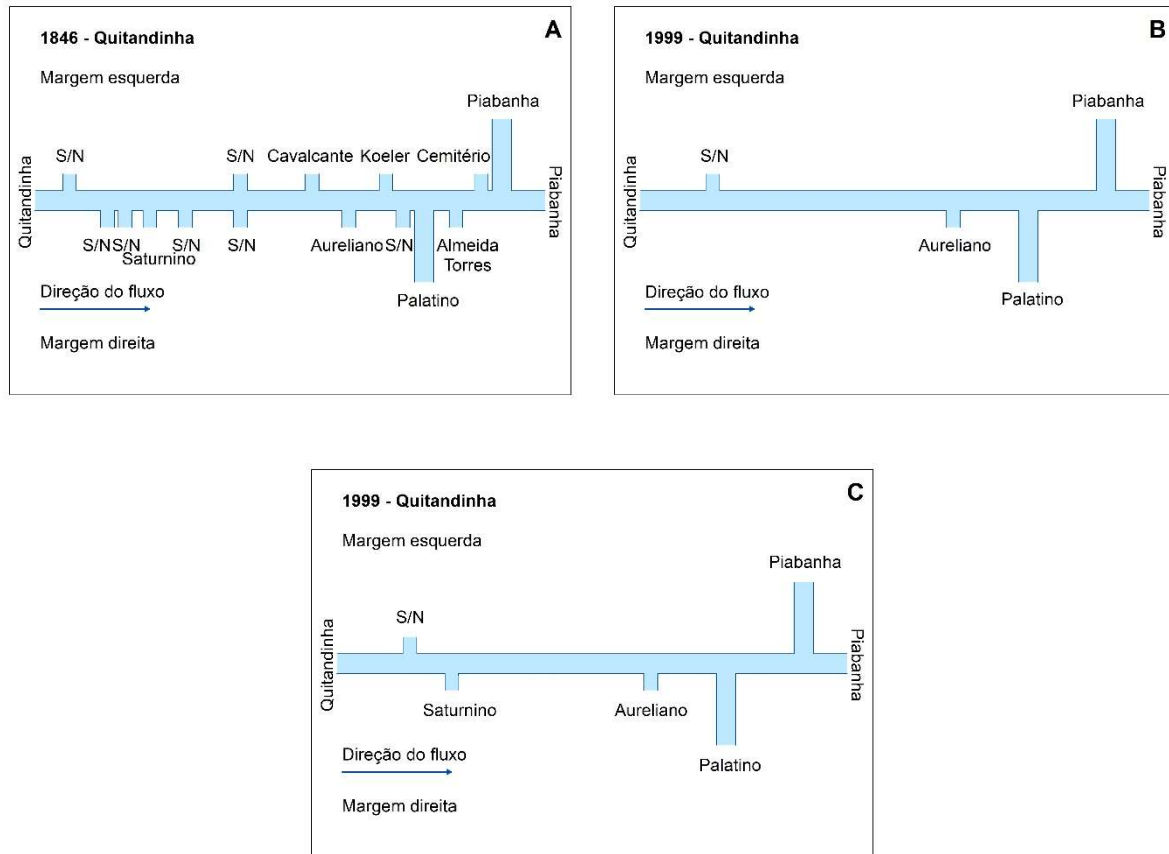 1846 - Quitandinha
A
Margem esquerda
Piabanha
S/N
S/N
Cavalcante
Koeler
Cemitério
Quitandinha
Piabanha
S/N
S/N
Saturnino
S/N
S/N
Aureliano
S/N
Almeida
Torres
Palatino
Direção do fluxo
Margem direita
1999 - Quitandinha
B
Margem esquerda
Piabanha
S/N
Quitandinha
Piabanha
Aureliano
Palatino
Direção do fluxo
Margem direita
1999 - Quitandinha
C
Margem esquerda
Piabanha
S/N
Quitandinha
Piabanha
Saturnino
Aureliano
Palatino
Direção do fluxo
Margem direita